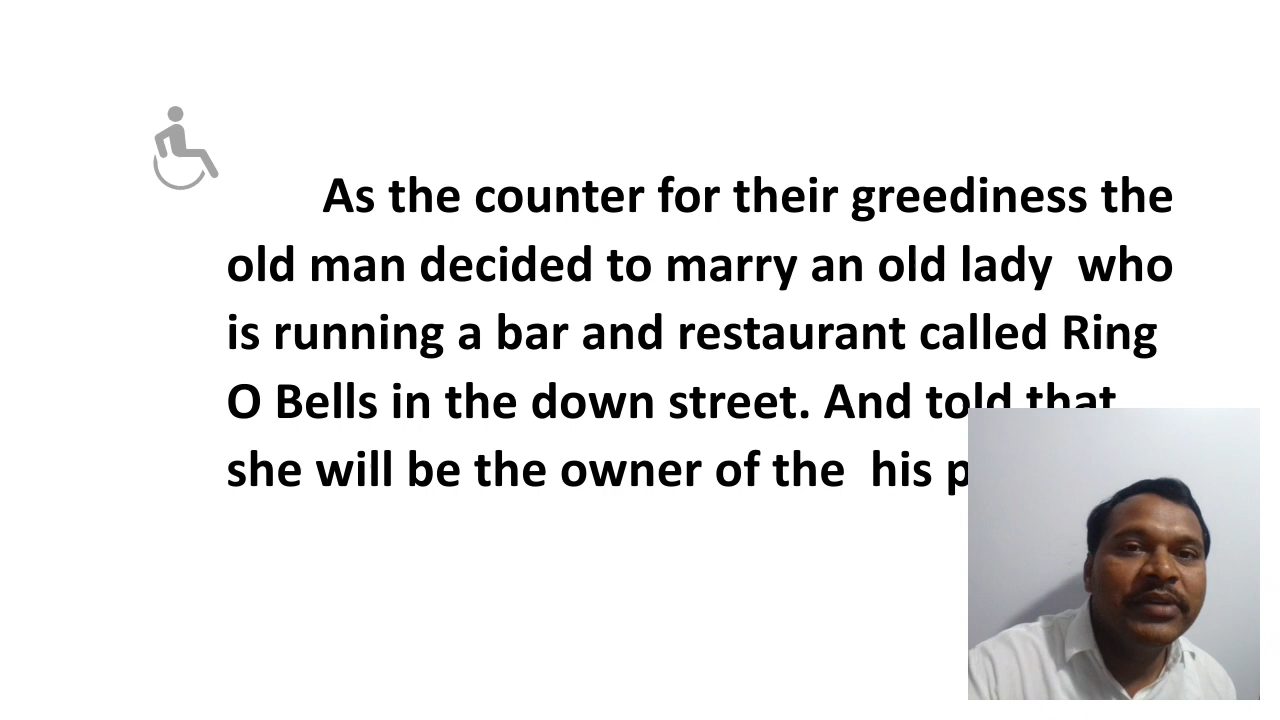 As the counter for their greediness the
old man decided to marry an old lady who
is running a bar and restaurant called Ring
O Bells in the down street. And told that
she will be the owner of the his